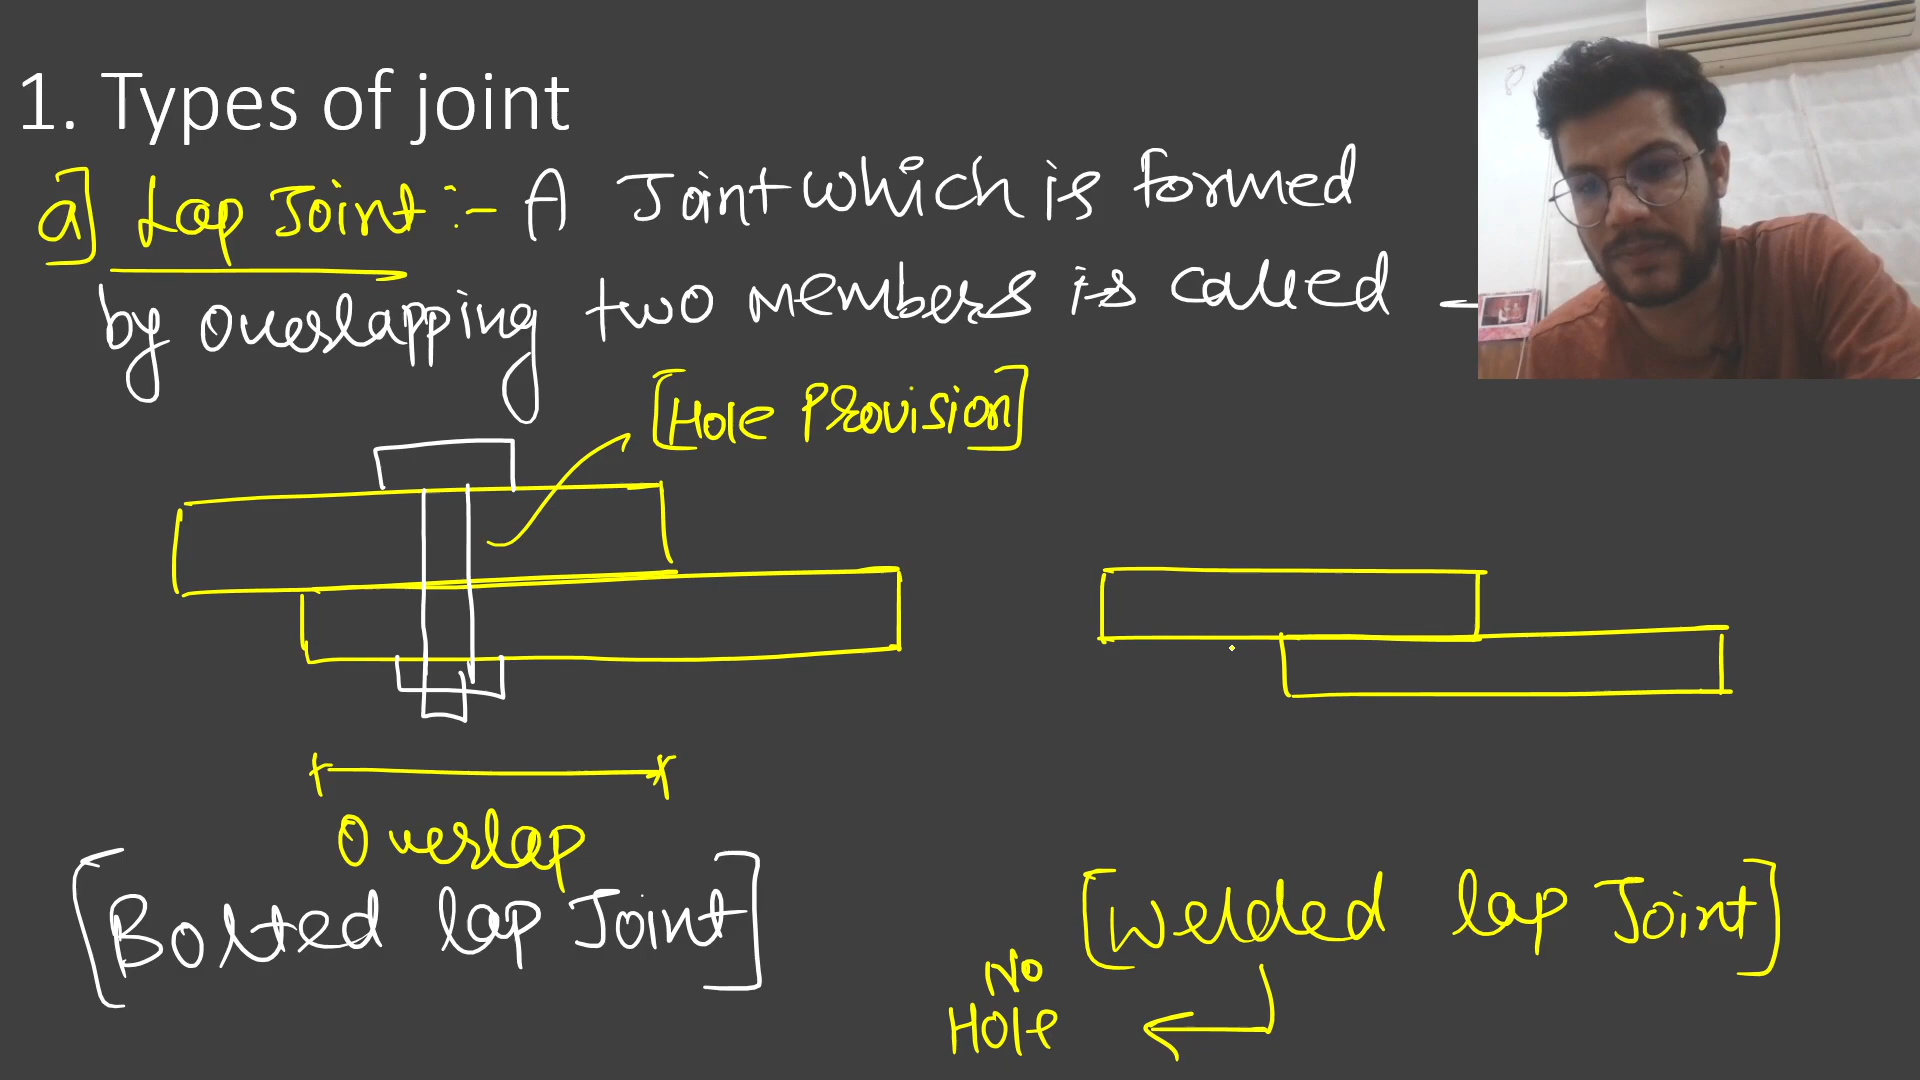 1. Types of joint
a] Lap Joint :- A Joint which is formed
by overlapping two members is called -
[Hole Provision]
Overlap
[Bolted lap Joint]
[Welded lap Joint]
No
Hole